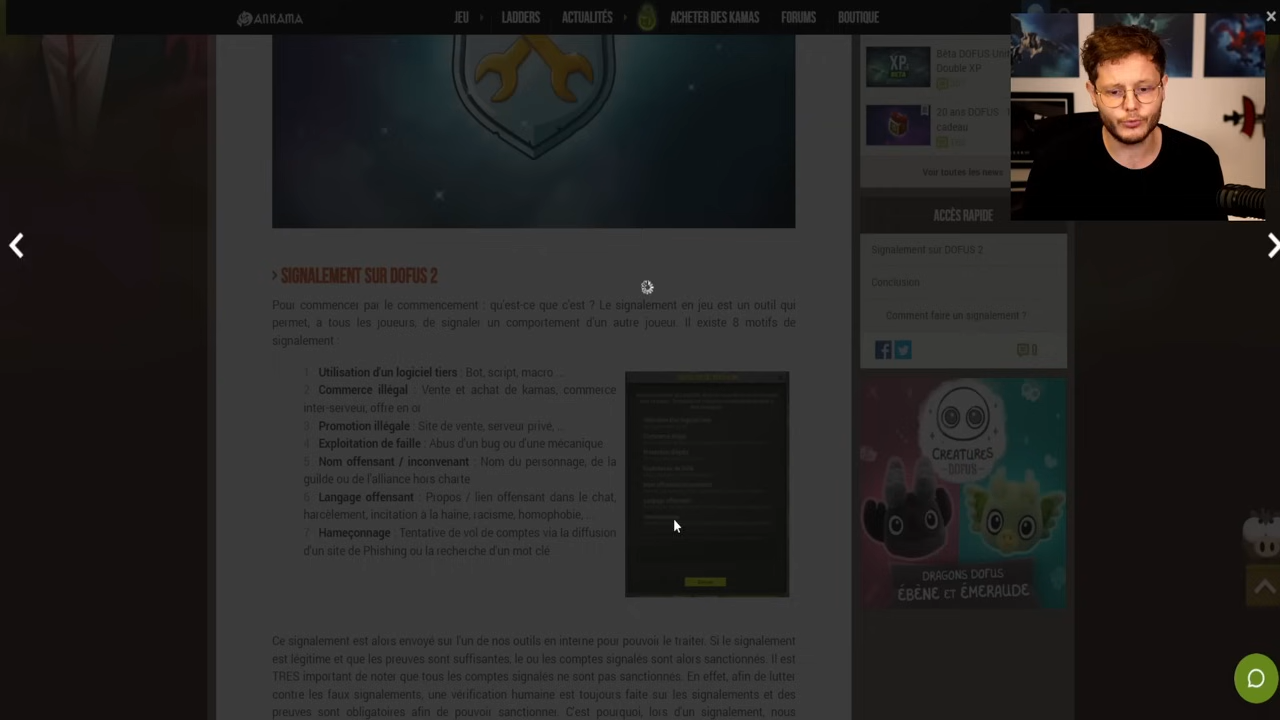 ANKAMA
JEU
LADDERS
ACTUALITÉS
ACHETER DES KAMAS
FORUMS
BOUTIQUE
XP
BETA
Béta DOFUS Unity
Double XP
20 ans DOFUS
cadeau
Voir toutes les news
ACCÈS RAPIDE
Signalement sur DOFUS 2
Conclusion
Comment faire un signalement ?
0
SIGNALEMENT SUR DOFUS 2
Pour commencer par le commencement : qu'est-ce que c'est ? Le signalement en jeu est un outil qui
permet, a tous les joueurs, de signaler un comportement d'un autre joueur. Il existe 8 motifs de
signalement :
1 Utilisation d'un logiciel tiers : Bot, script, macro ...
2 Commerce illégal : Vente et achat de kamas, commerce
inter-serveur, offre en or
3 Promotion illégale : Site de vente, serveur privé, ...
4 Exploitation de faille : Abus d'un bug ou d'une mécanique
5 Nom offensant / inconvenant : Nom du personnage, de la
guilde ou de l'alliance hors charte
6 Langage offensant : Propos / lien offensant dans le chat,
harcèlement, incitation à la haine, racisme, homophobie, ...
7 Hameçonnage : Tentative de vol de comptes via la diffusion
d'un site de Phishing ou la recherche d'un mot clé
Ce signalement est alors envoyé sur l'un de nos outils en interne pour pouvoir le traiter. Si le signalement
est légitime et que les preuves sont suffisantes, le ou les comptes signalés sont alors sanctionnés. Il est
TRES important de noter que tous les comptes signalés ne sont pas sanctionnés. En effet, afin de lutter
contre les faux signalements, une vérification humaine est toujours faite sur les signalements et des
preuves sont obligatoires afin de pouvoir sanctionner. C'est pourquoi, lors d'un signalement, nous
CREATURES
DOFUS
DRAGONS DOFUS
ÉBÈNE ET ÉMERAUDE